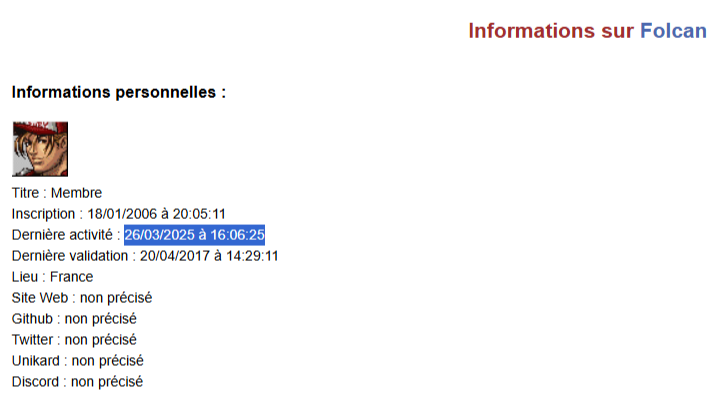 Informations sur Folcan
Informations personnelles :
Titre : Membre
Inscription : 18/01/2006 à 20:05:11
Dernière activité : 26/03/2025 à 16:06:25
Dernière validation : 20/04/2017 à 14:29:11
Lieu : France
Site Web : non précisé
Github : non précisé
Twitter : non précisé
Unikard : non précisé
Discord : non précisé